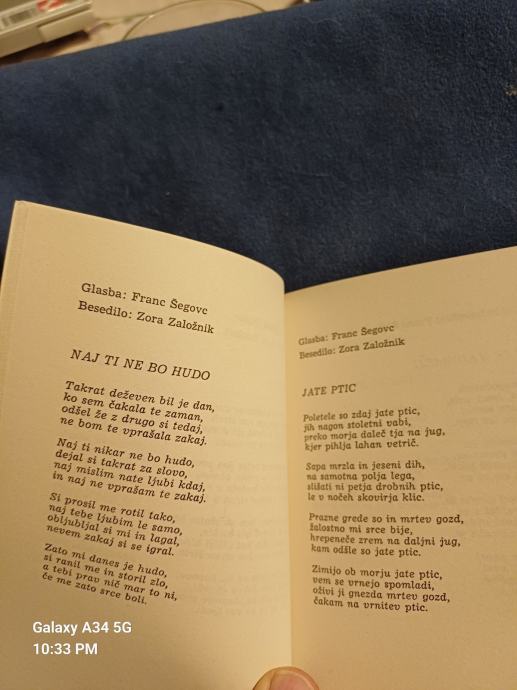 Glasba: Franc Šegovc
Besedilo: Zora Založnik
NAJ TI NE BO HUDO
Takrat deževen bil je dan,
ko sem čakala te zaman,
odšel že z drugo si tedaj,
ne bom te vprašala zakaj.
Naj ti nikar ne bo hudo,
dejal si takrat za slovo,
naj mislim nate ljubi kdaj,
in naj ne vprašam te zakaj.
Si prosil me rotil tako,
naj tebe ljubim le samo,
obljubljal si mi in lagal,
nevem zakaj si se igral.
Zato mi danes je hudo,
si ranil me in storil zlo,
a tebi prav nič mar to ni,
če me zato srce boli.
Glasba: Franc Šegovc
Besedilo: Zora Založnik
JATE PTIC
Poletele so zdaj jate ptic,
jih nagon stoletni vabi,
preko morja daleč tja na jug,
kjer pihlja lahan vetrič.
Sapa mrzla in jeseni dih,
na samotna polja lega,
slišati ni petja drobnih ptic,
le v nočeh skovirja klic.
Prazne grede so in mrtev gozd,
žalostno mi srce bije,
hrepeneče zrem na daljni jug,
kam odšle so jate ptic.
Zimijo ob morju jate ptic,
vem se vrnejo spomladi,
oživi ji gnezda mrtev gozd,
čakam na vrnitev ptic.
Galaxy A34 5G
10:33 PM